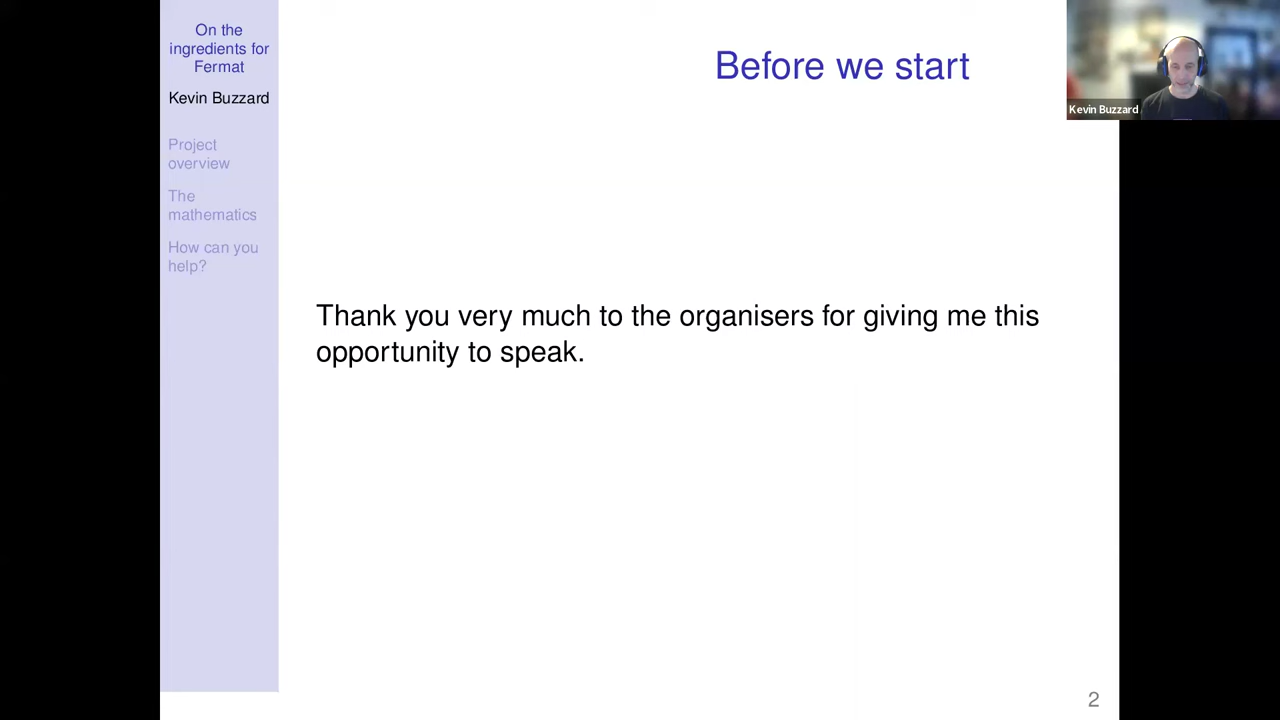 On the
ingredients for
Fermat
Kevin Buzzard
Project
overview
The
mathematics
How can you
help?
Before we start
Thank you very much to the organisers for giving me this
opportunity to speak.
2
Kevin Buzzard